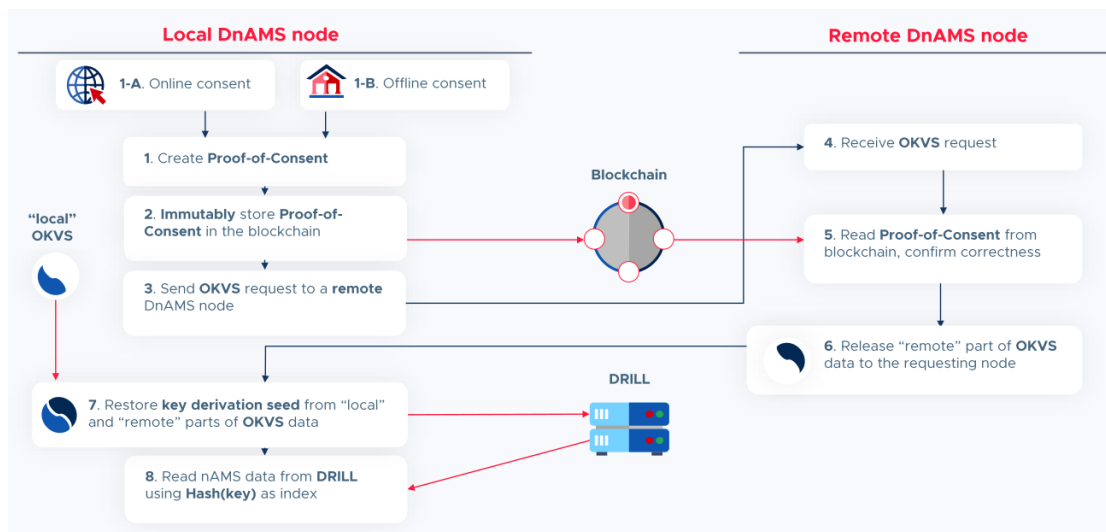 Local DnAMS node
Remote DnAMS node
1-A. Online consent
1-B. Offline consent
1. Create Proof-of-Consent
4. Receive OKVS request
Blockchain
"local"
OKVS
2. Immutably store Proof-of-
Consent in the blockchain
5. Read Proof-of-Consent from
blockchain, confirm correctness
3. Send OKVS request to a remote
DnAMS node
6. Release "remote" part of OKVS
data to the requesting node
DRILL
7. Restore key derivation seed from "local"
and "remote" parts of OKVS data
8. Read nAMS data from DRILL
using Hash(key) as index